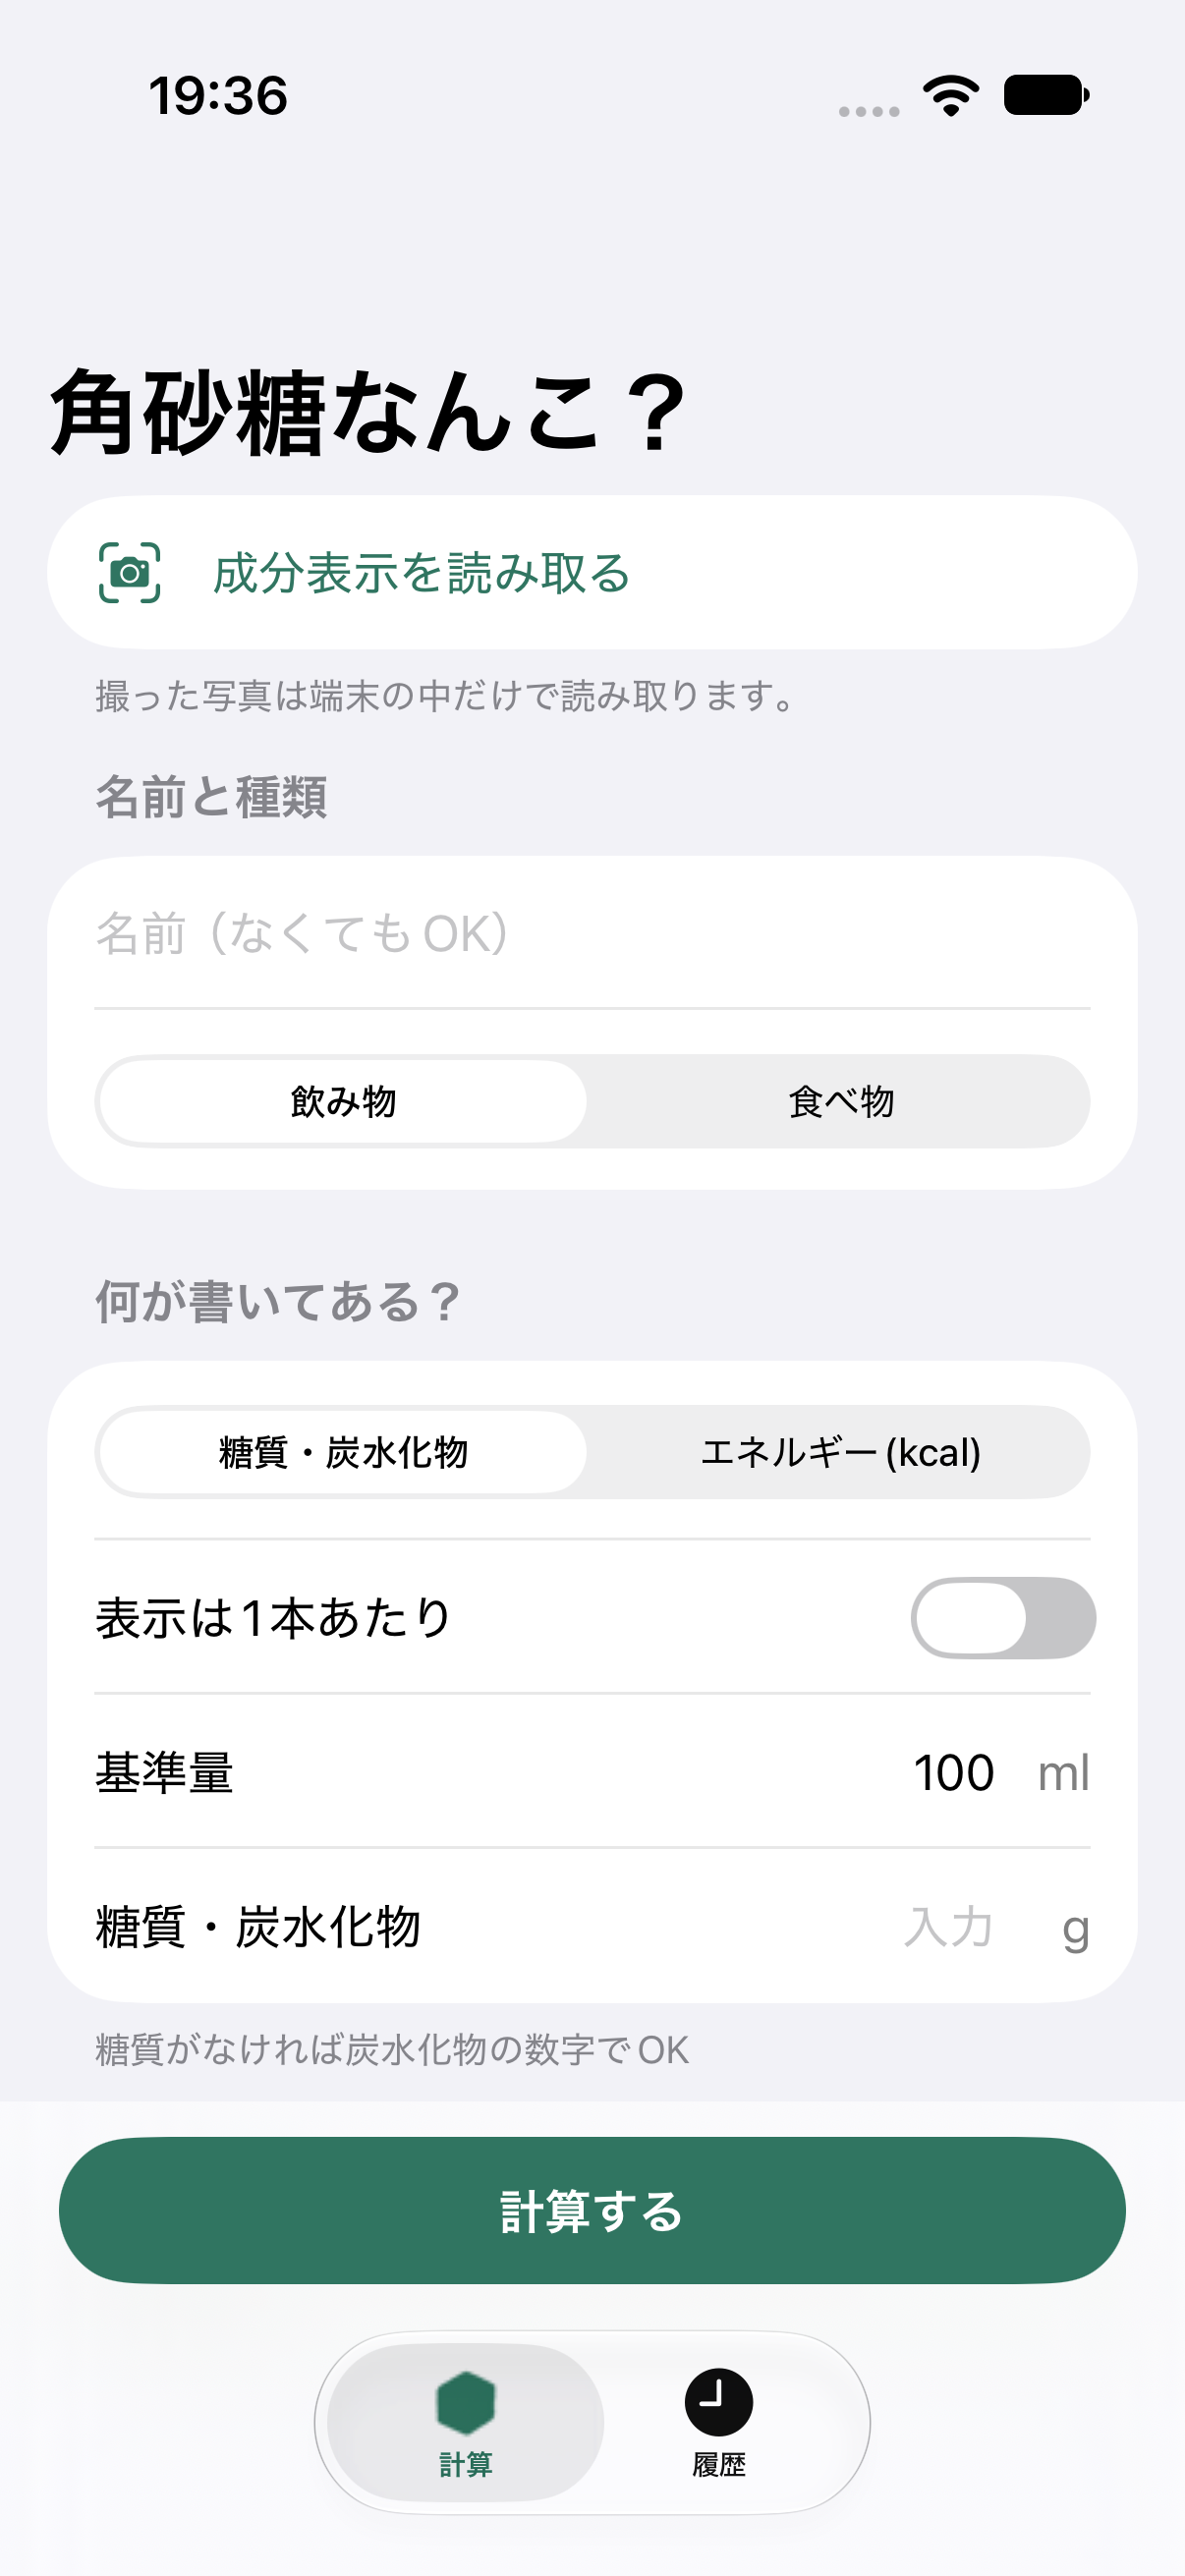 19:36
角砂糖なんこ？
成分表示を読み取る
撮った写真は端末の中だけで読み取ります。
名前と種類
名前（なくてもOK）
飲み物 食べ物
何が書いてある？
糖質・炭水化物 エネルギー(kcal)
表示は1本あたり
基準量 100 ml
糖質・炭水化物 入力 g
糖質がなければ炭水化物の数字でOK
計算する
計算 履歴